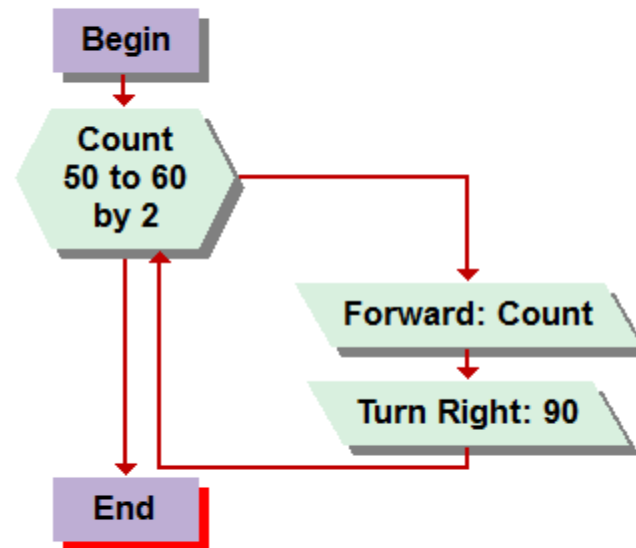 Begin
Count
50 to 60
by 2
Forward: Count
Turn Right: 90
End